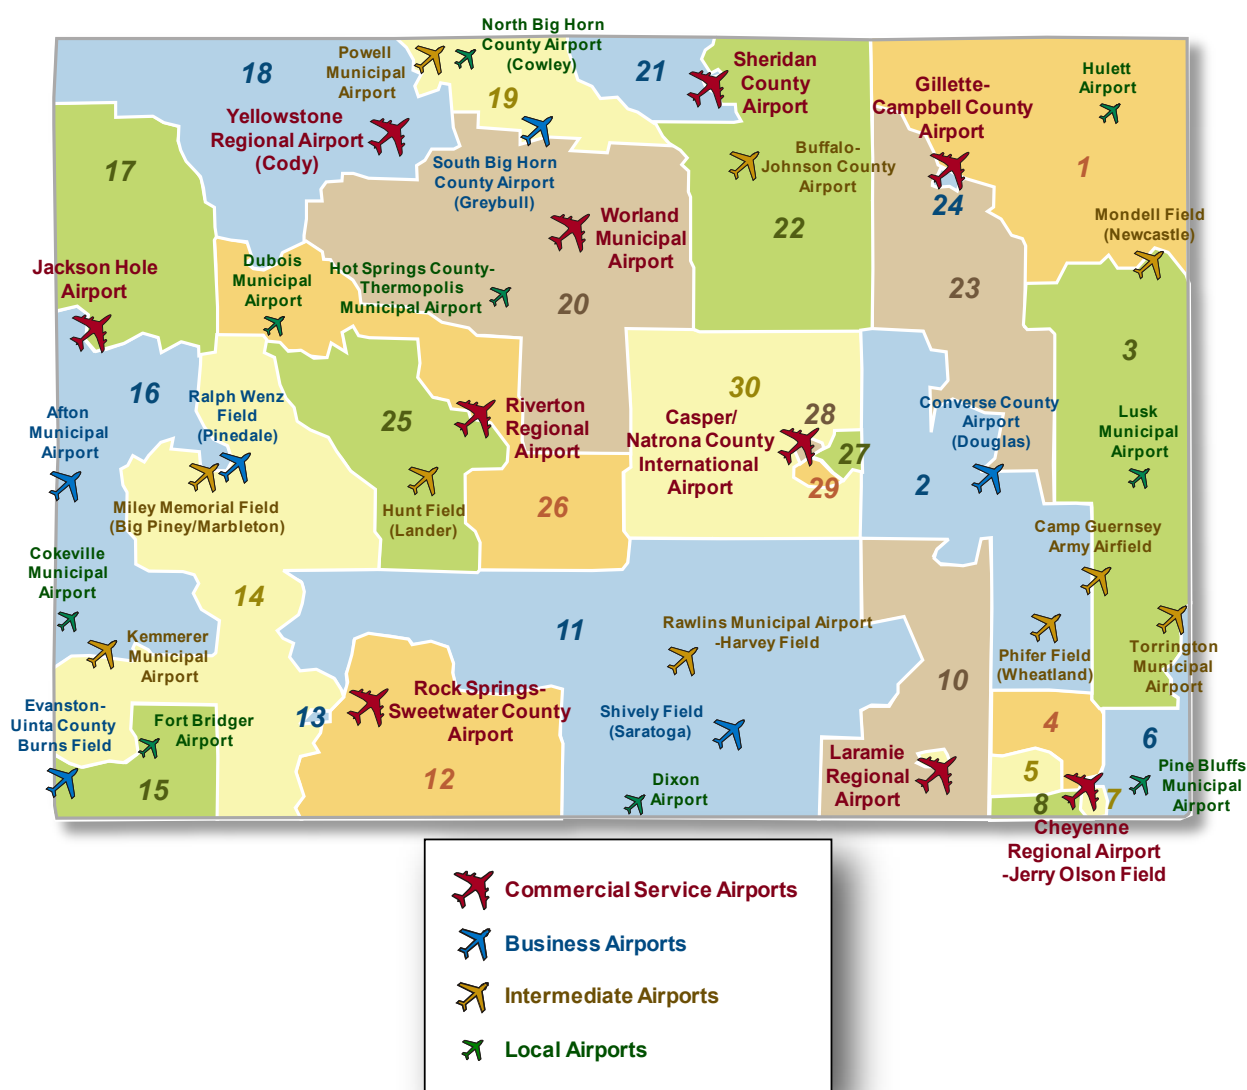 North Big Horn
County Airport
(Cowley)
Powell
Municipal
Airport
18
19
21
Sheridan
County
Airport
Gillette-
Campbell County
Airport
Hulett
Airport
Yellowstone
Regional Airport
(Cody)
17
South Big Horn
County Airport
(Greybull)
Buffalo-
Johnson County
Airport
1
24
22
Mondell Field
(Newcastle)
Worland
Municipal
Airport
Jackson Hole
Airport
Dubois
Municipal
Airport
Hot Springs County-
Thermopolis
Municipal Airport
20
23
3
16
Ralph Wenz
Field
(Pinedale)
Afton
Municipal
Airport
25
Riverton
Regional
Airport
30
28
Casper/
Natrona County
International
Airport
27
29
Converse County
Airport
(Douglas)
2
Lusk
Municipal
Airport
Miley Memorial Field
(Big Piney/Marbleton)
Hunt Field
(Lander)
26
Camp Guernsey
Army Airfield
Cokeville
Municipal
Airport
14
11
Kemmerer
Municipal
Airport
Rawlins Municipal Airport
-Harvey Field
Phifer Field
(Wheatland)
Torrington
Municipal
Airport
10
Rock Springs-
Sweetwater County
Airport
13
Evanston-
Uinta County
Burns Field
Fort Bridger
Airport
Shively Field
(Saratoga)
4
6
15
12
Dixon
Airport
Laramie
Regional
Airport
5
8
7
Pine Bluffs
Municipal
Airport
Cheyenne
Regional Airport
-Jerry Olson Field
Commercial Service Airports
Business Airports
Intermediate Airports
Local Airports